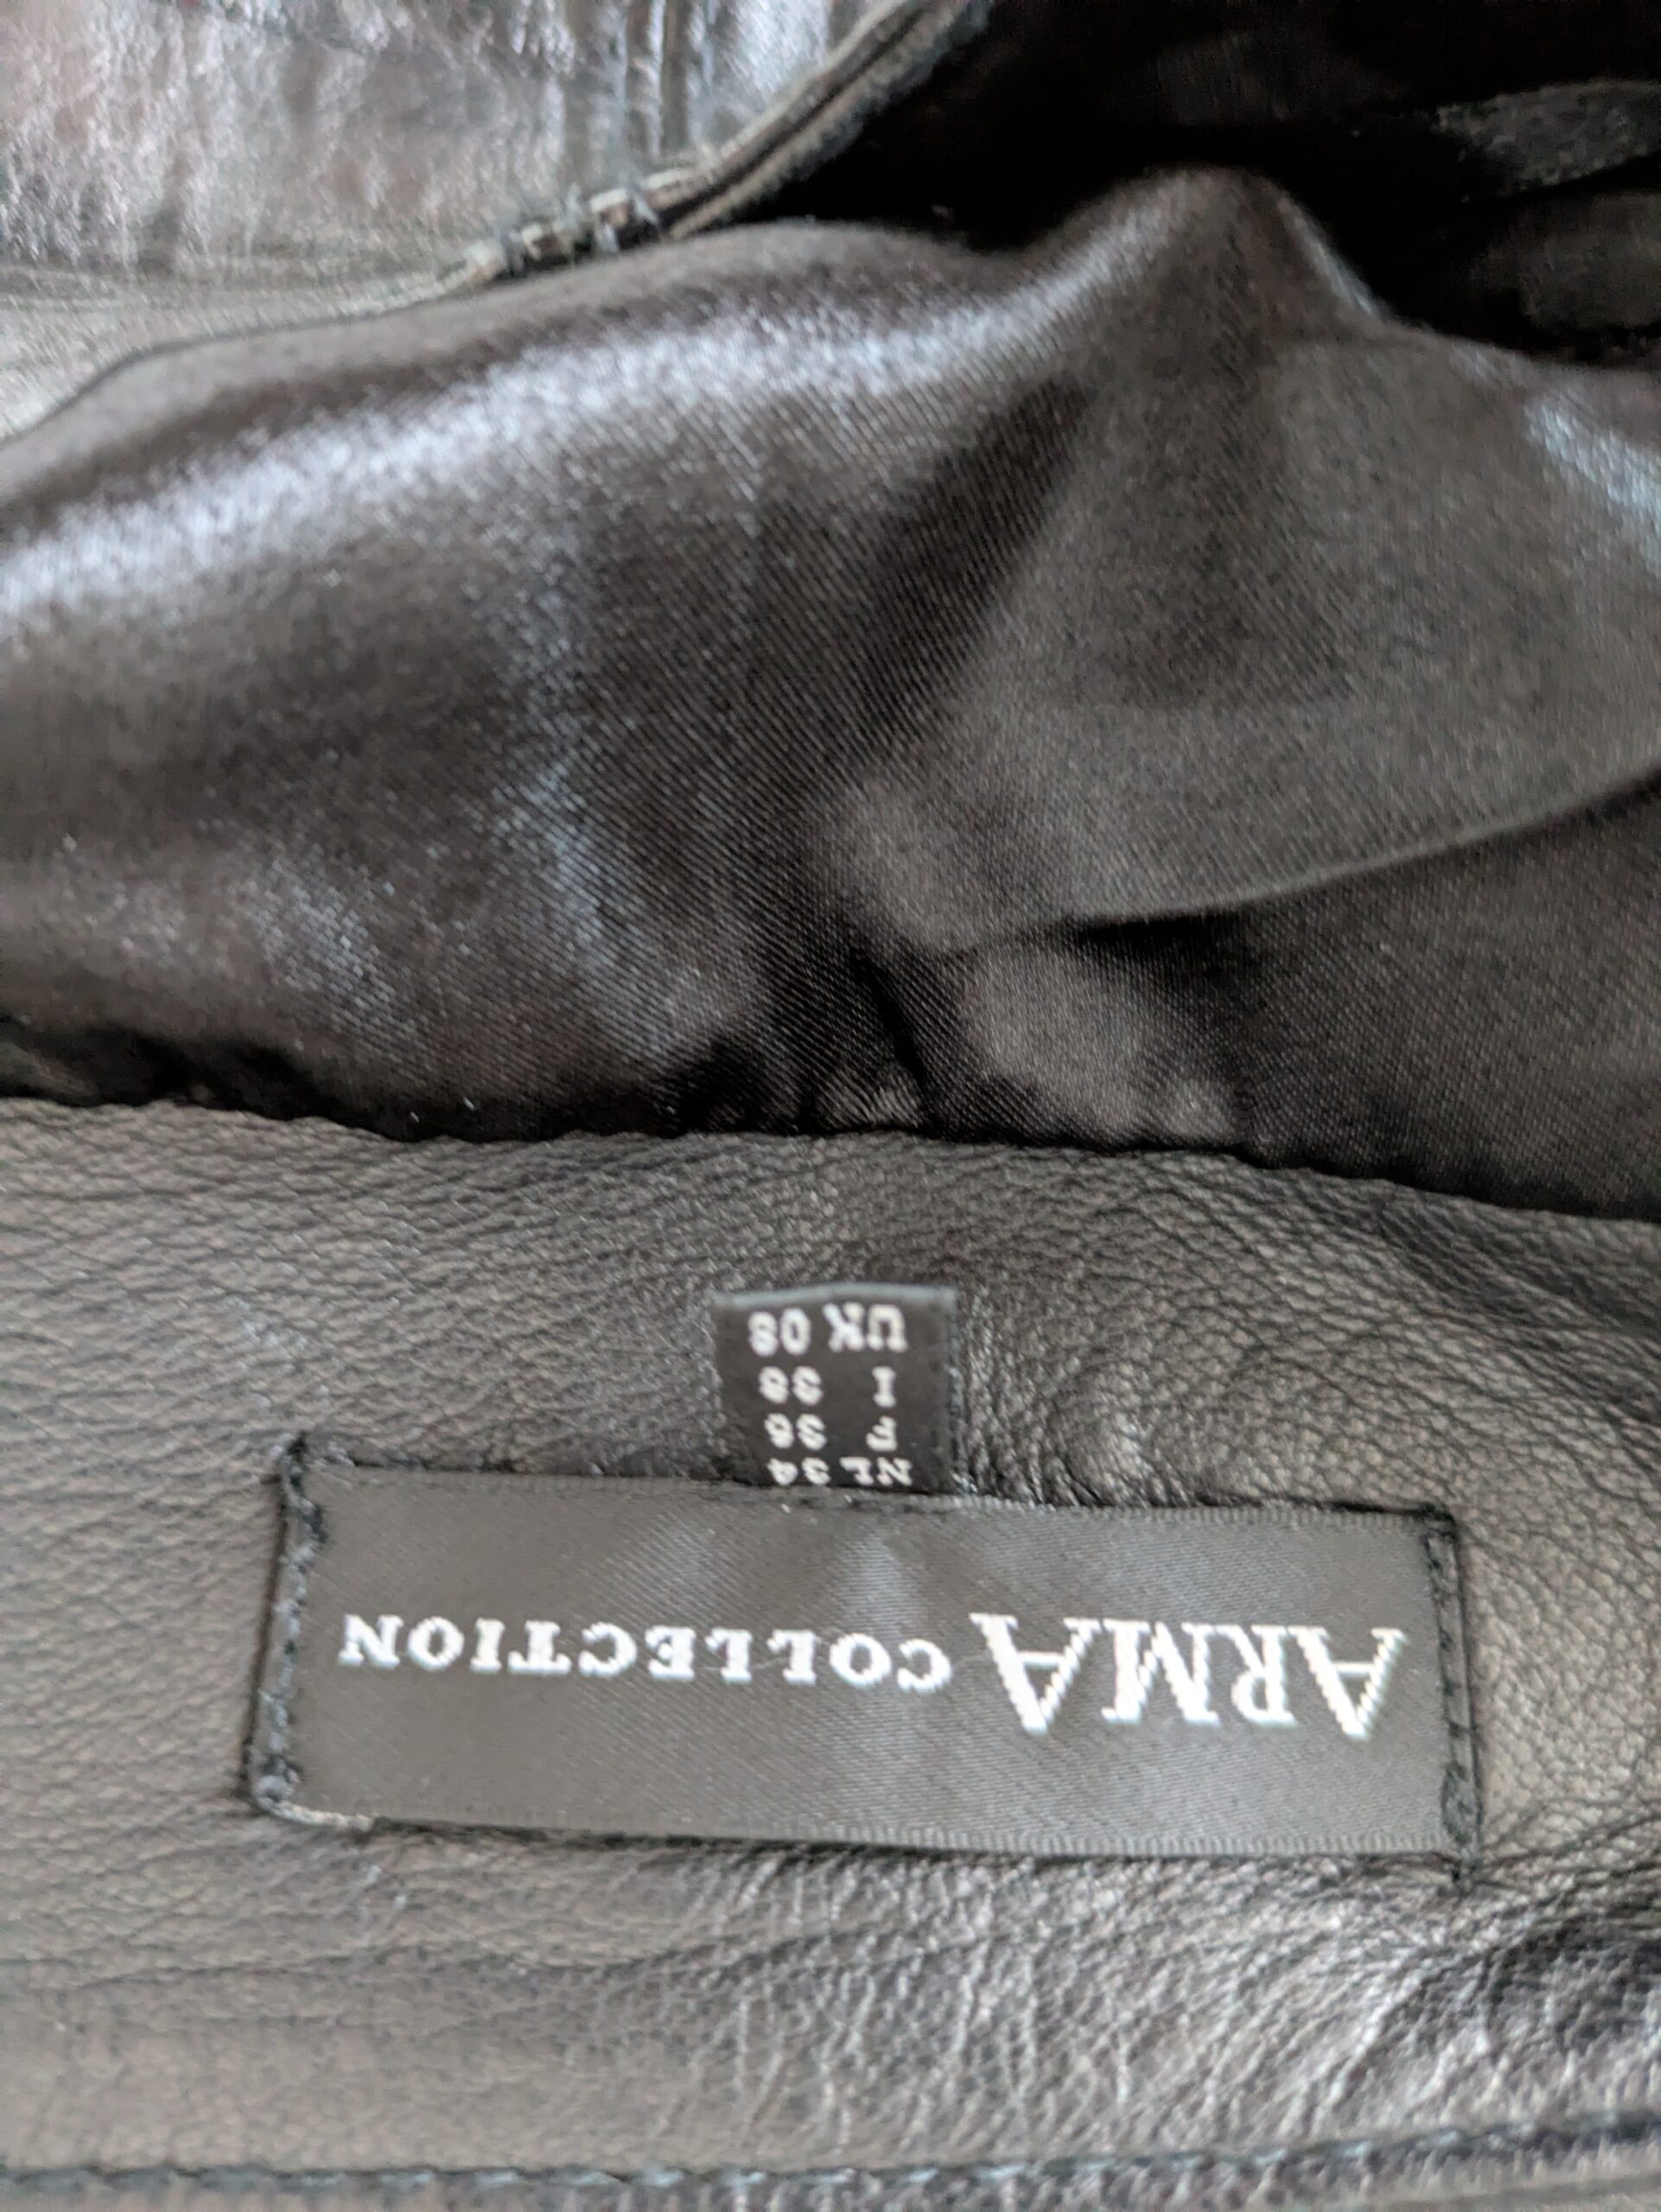 ARMA COLLECTION
NL 34
F 36
I 38
UK 08